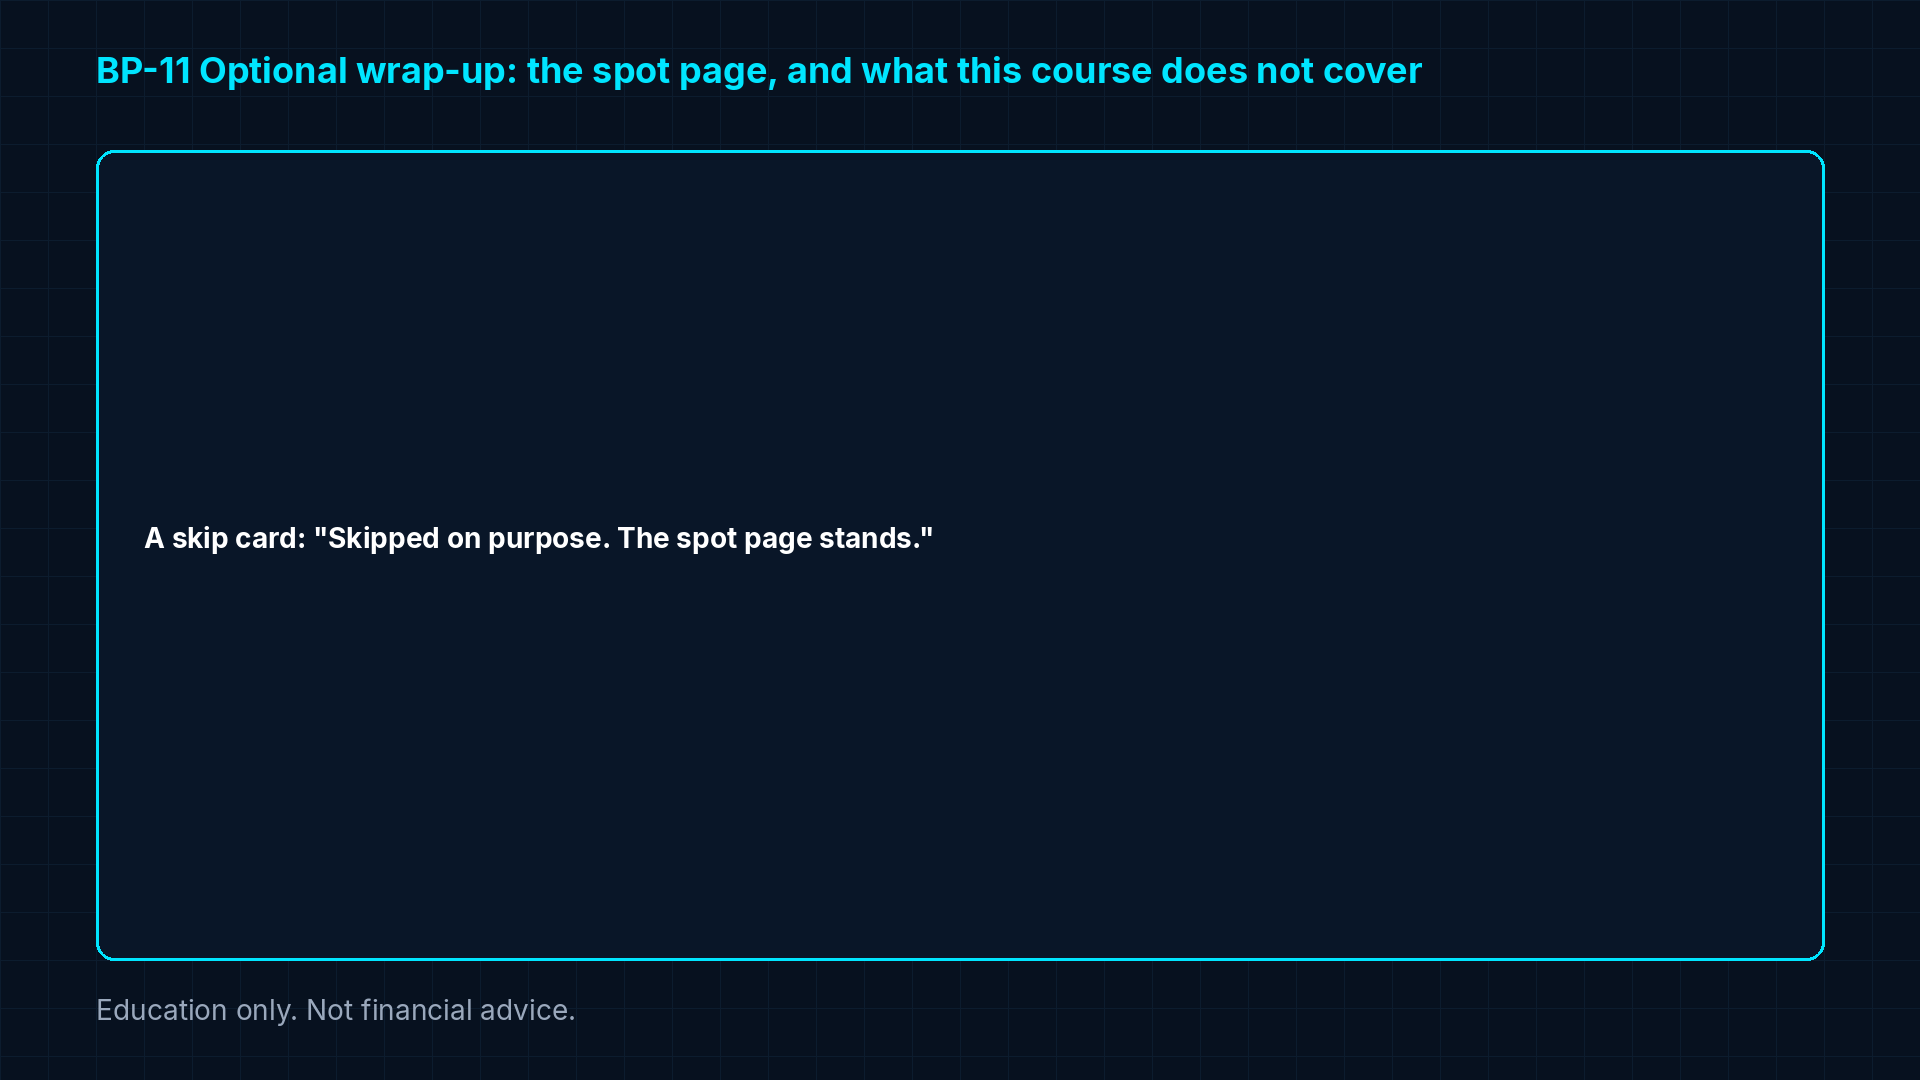 BP-11 Optional wrap-up: the spot page, and what this course does not cover
A skip card: "Skipped on purpose. The spot page stands."
Education only. Not financial advice.